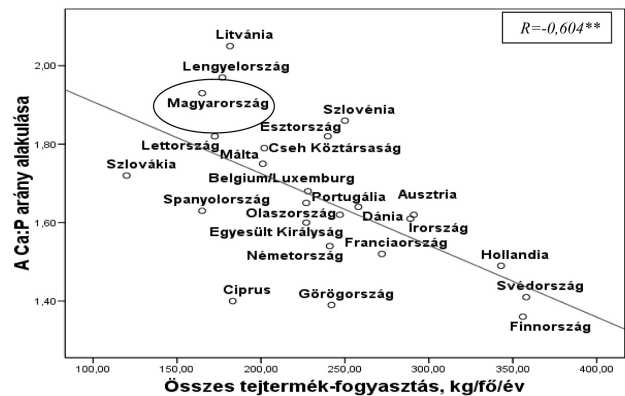 R=-0,604**
Litvánia
Lengyelország
2,00
Magyarország
Szlovénia
Esztország
1,80
Lettország
Cseh Köztársaság
Málta
Szlovákia
Belgium/Luxemburg
Spanyolország
Portugália
Ausztria
Olaszország
Dánia
1,60
Írország
Egyesült Királyság
Franciaország
Németország
Hollandia
Svédország
Ciprus
Görögország
1,40
Finnország
A Ca:P arány alakulása
100,00 150,00 200,00 250,00 300,00 350,00 400,00
Összes tejtermék-fogyasztás, kg/fő/év